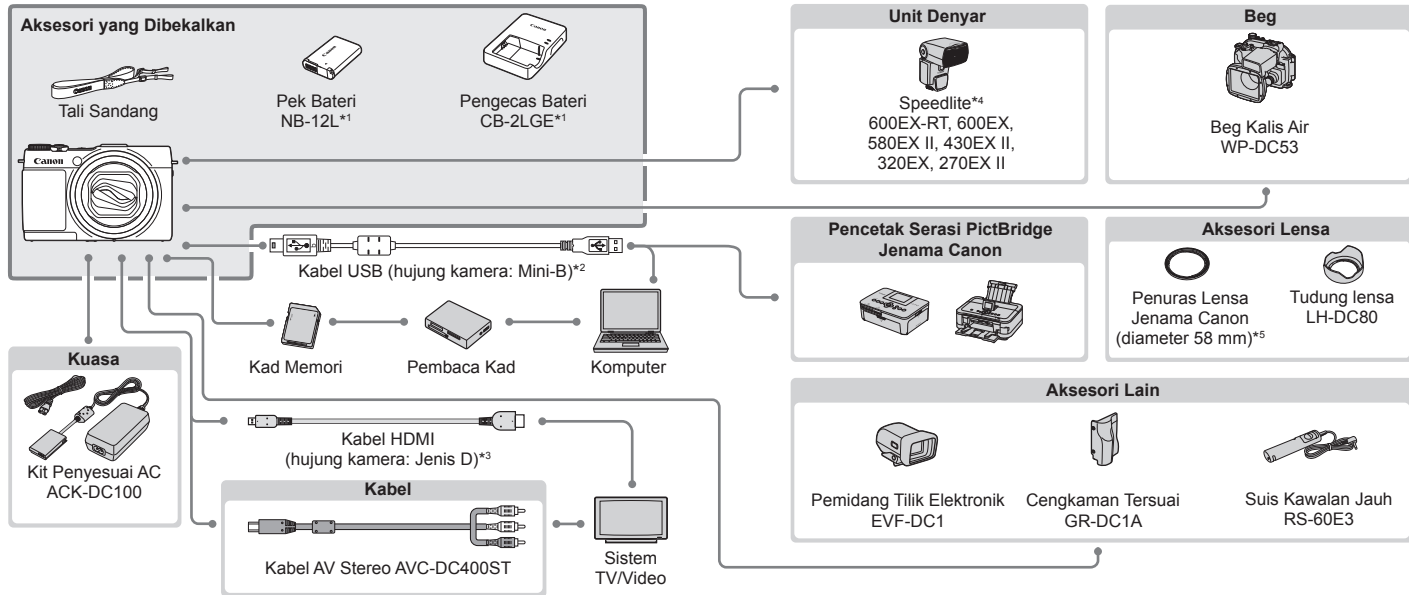 Aksesori yang Dibekalkan
Tali Sandang
Pek Bateri
NB-12L*1
Pengecas Bateri
CB-2LGE*1
Canon
Unit Denyar
Speedlite*4
600EX-RT, 600EX,
580EX II, 430EX II,
320EX, 270EX II
Beg
Beg Kalis Air
WP-DC53
Kabel USB (hujung kamera: Mini-B)*2
Kad Memori
Pembaca Kad
Komputer
Pencetak Serasi PictBridge
Jenama Canon
Aksesori Lensa
Penuras Lensa
Jenama Canon
(diameter 58 mm)*5
Tudung lensa
LH-DC80
Kuasa
Kit Penyesuai AC
ACK-DC100
Kabel HDMI
(hujung kamera: Jenis D)*3
Kabel
Kabel AV Stereo AVC-DC400ST
Sistem
TV/Video
Aksesori Lain
Pemidang Tilik Elektronik
EVF-DC1
Cengkaman Tersuai
GR-DC1A
Suis Kawalan Jauh
RS-60E3